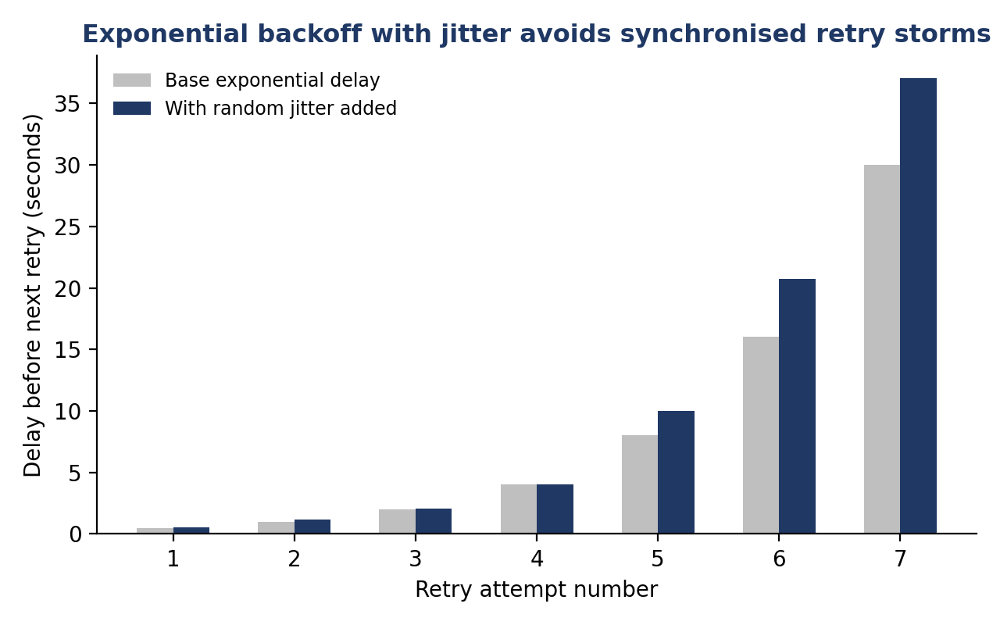 Exponential backoff with jitter avoids synchronised retry storms
Base exponential delay
With random jitter added
Delay before next retry (seconds)
35
30
25
20
15
10
5
0
1 2 3 4 5 6 7
Retry attempt number